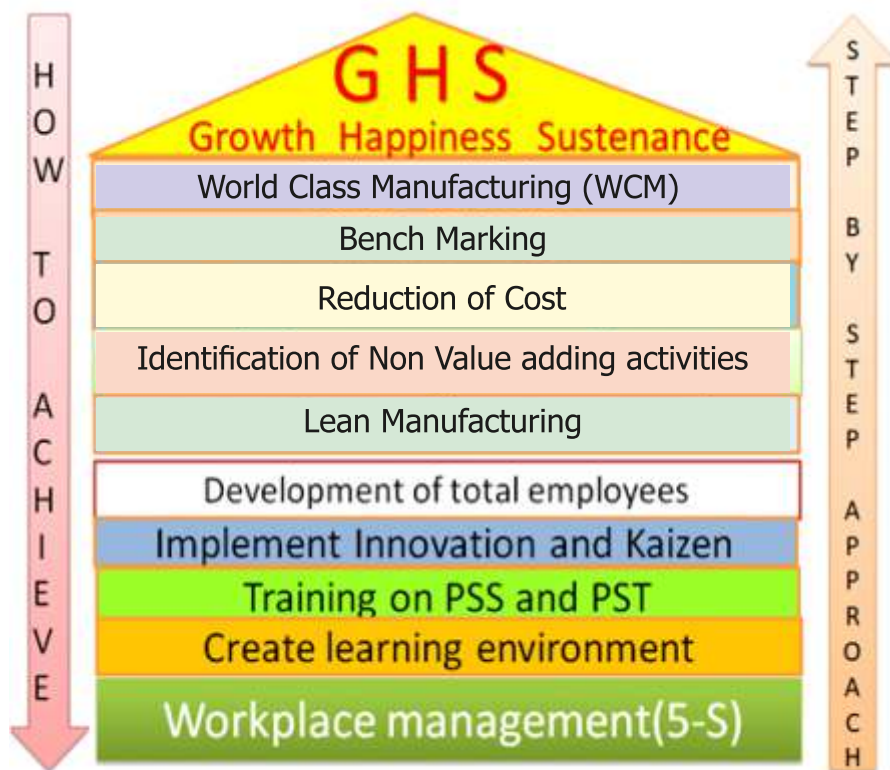 HOW TO ACHIEVE
G H S
Growth Happiness Sustenance
World Class Manufacturing (WCM)
Bench Marking
Reduction of Cost
Identification of Non Value adding activities
Lean Manufacturing
Development of total employees
Implement Innovation and Kaizen
Training on PSS and PST
Create learning environment
Workplace management(5-S)
STEP BY STEP APPROACH